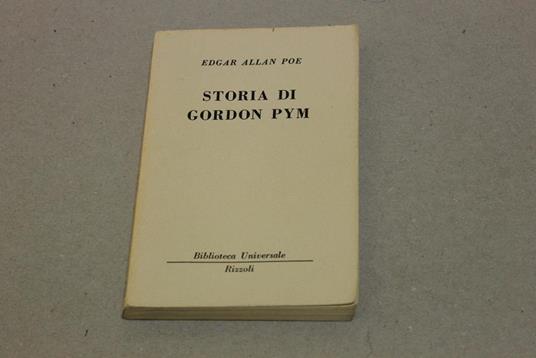 EDGAR ALLAN POE
STORIA DI
GORDON PYM
Biblioteca Universale
Rizzoli